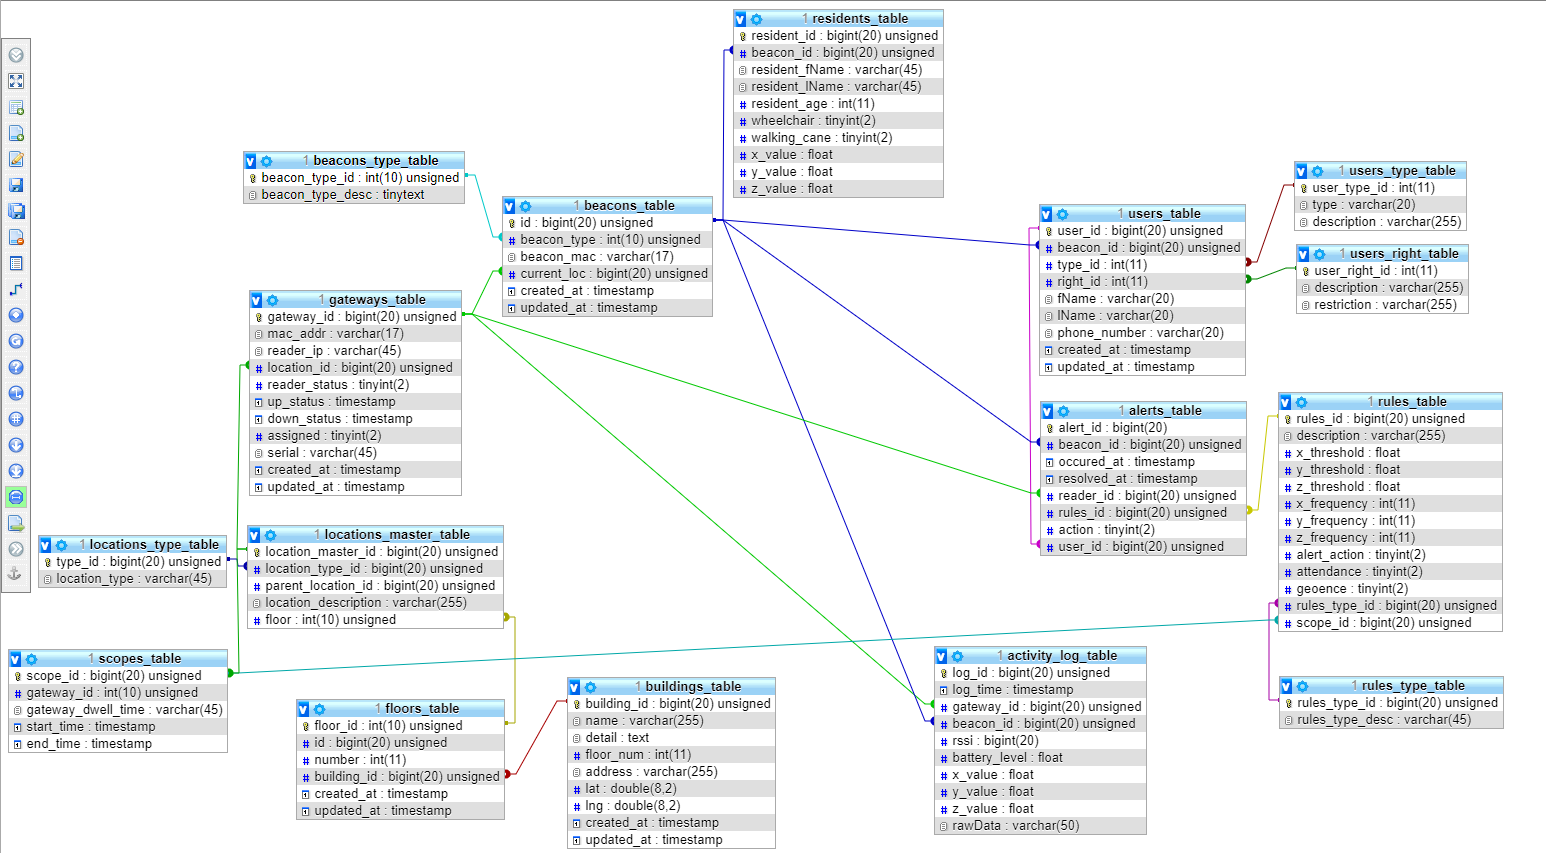 1 residents_table
resident_id : bigint(20) unsigned
beacon_id : bigint(20) unsigned
resident_fName : varchar(45)
resident_lName : varchar(45)
resident_age : int(11)
wheelchair : tinyint(2)
walking_cane : tinyint(2)
x_value : float
y_value : float
z_value : float
1 beacons_type_table
beacon_type_id : int(10) unsigned
beacon_type_desc : tinytext
1 beacons_table
id : bigint(20) unsigned
beacon_type : int(10) unsigned
beacon_mac : varchar(17)
current_loc : bigint(20) unsigned
created_at : timestamp
updated_at : timestamp
1 users_type_table
user_type_id : int(11)
type : varchar(20)
description : varchar(255)
1 users_table
user_id : bigint(20) unsigned
beacon_id : bigint(20) unsigned
type_id : int(11)
right_id : int(11)
fName : varchar(20)
lName : varchar(20)
phone_number : varchar(20)
created_at : timestamp
updated_at : timestamp
1 users_right_table
user_right_id : int(11)
description : varchar(255)
restriction : varchar(255)
1 gateways_table
gateway_id : bigint(20) unsigned
mac_addr : varchar(17)
reader_ip : varchar(45)
location_id : bigint(20) unsigned
reader_status : tinyint(2)
up_status : timestamp
down_status : timestamp
assigned : tinyint(2)
serial : varchar(45)
created_at : timestamp
updated_at : timestamp
1 alerts_table
alert_id : bigint(20)
beacon_id : bigint(20) unsigned
occured_at : timestamp
resolved_at : timestamp
reader_id : bigint(20) unsigned
rules_id : bigint(20) unsigned
action : tinyint(2)
user_id : bigint(20) unsigned
1 rules_table
rules_id : bigint(20) unsigned
description : varchar(255)
x_threshold : float
y_threshold : float
z_threshold : float
x_frequency : int(11)
y_frequency : int(11)
z_frequency : int(11)
alert_action : tinyint(2)
attendance : tinyint(2)
geoence : tinyint(2)
rules_type_id : bigint(20) unsigned
scope_id : bigint(20) unsigned
1 locations_type_table
type_id : bigint(20) unsigned
location_type : varchar(45)
1 locations_master_table
location_master_id : bigint(20) unsigned
location_type_id : bigint(20) unsigned
parent_location_id : bigint(20) unsigned
location_description : varchar(255)
floor : int(10) unsigned
1 scopes_table
scope_id : bigint(20) unsigned
gateway_id : int(10) unsigned
gateway_dwell_time : varchar(45)
start_time : timestamp
end_time : timestamp
1 floors_table
floor_id : int(10) unsigned
id : bigint(20) unsigned
number : int(11)
building_id : bigint(20) unsigned
created_at : timestamp
updated_at : timestamp
1 buildings_table
building_id : bigint(20) unsigned
name : varchar(255)
detail : text
floor_num : int(11)
address : varchar(255)
lat : double(8,2)
lng : double(8,2)
created_at : timestamp
updated_at : timestamp
1 activity_log_table
log_id : bigint(20) unsigned
log_time : timestamp
gateway_id : bigint(20) unsigned
beacon_id : bigint(20) unsigned
rssi : bigint(20)
battery_level : float
x_value : float
y_value : float
z_value : float
rawData : varchar(50)
1 rules_type_table
rules_type_id : bigint(20) unsigned
rules_type_desc : varchar(45)